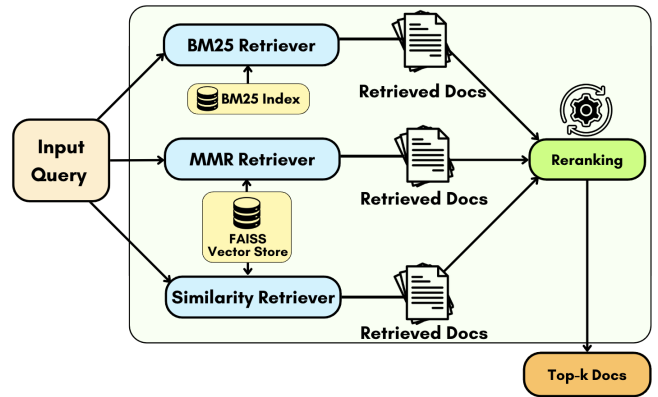 BM25 Retriever
BM25 Index
Retrieved Docs
Input
Query
MMR Retriever
Retrieved Docs
Reranking
FAISS
Vector Store
Similarity Retriever
Retrieved Docs
Top-k Docs